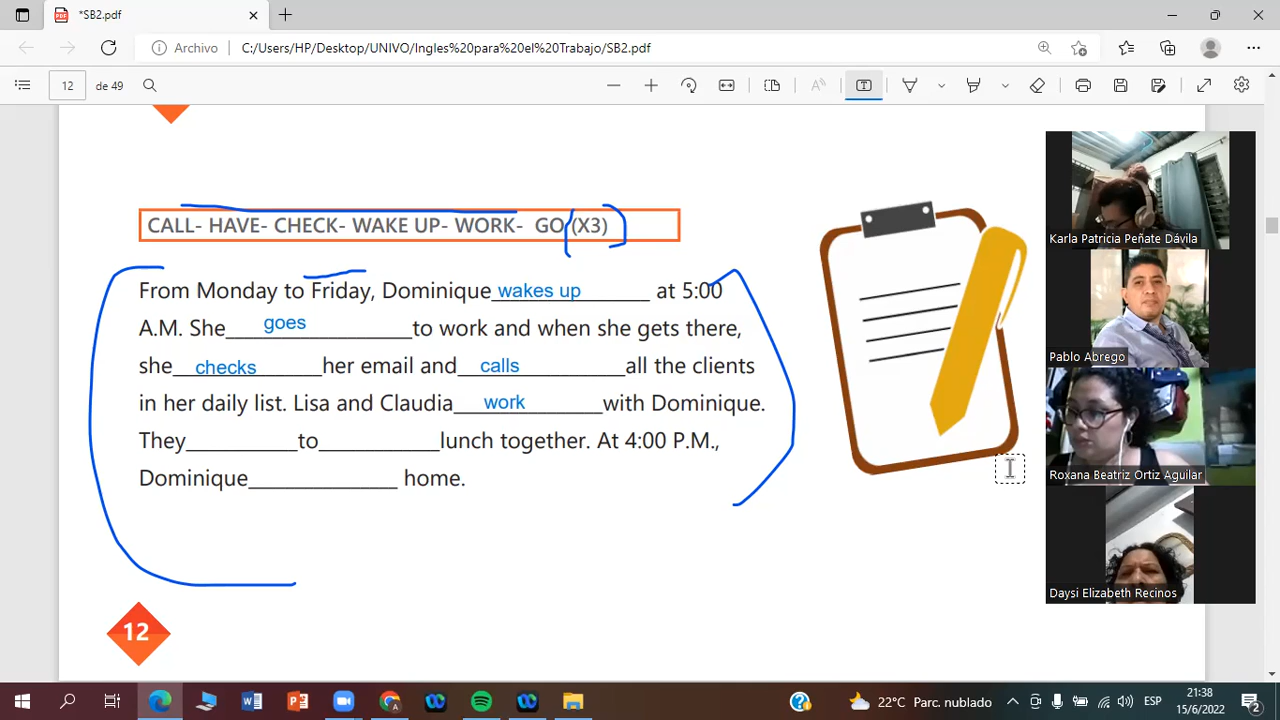 *SB2.pdf
Archivo C:/Users/HP/Desktop/UNIVO/Ingles%20para%20el%20Trabajo/SB2.pdf
12 de 49
CALL- HAVE- CHECK- WAKE UP- WORK- GO (X3)
From Monday to Friday, Dominique wakes up at 5:00
A.M. She goes to work and when she gets there,
she checks her email and calls all the clients
in her daily list. Lisa and Claudia work with Dominique.
They____________to_____________lunch together. At 4:00 P.M.,
Dominique________________ home.
12
Karla Patricia Peñate Dávila
Pablo Abrego
Roxana Beatriz Ortiz Aguilar
Daysi Elizabeth Recinos
22°C Parc. nublado ESP 21:38
15/6/2022 2